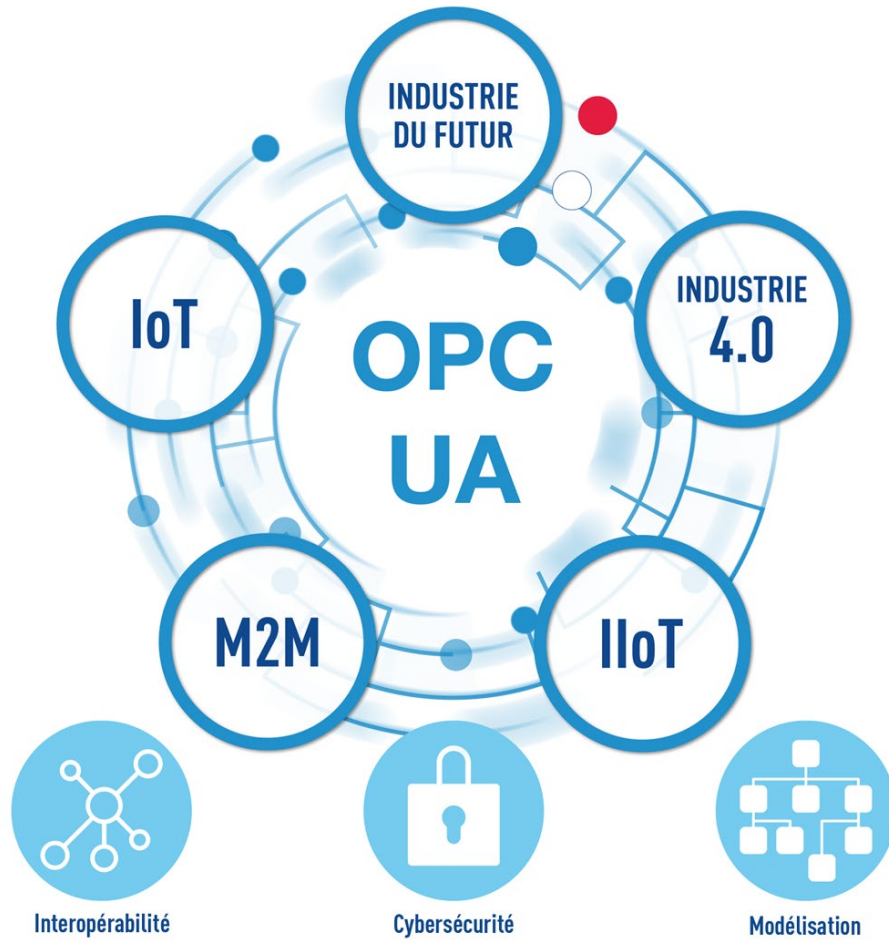 INDUSTRIE
DU FUTUR
IoT
INDUSTRIE
4.0
OPC
UA
M2M
IIoT
Interopérabilité
Cybersécurité
Modélisation